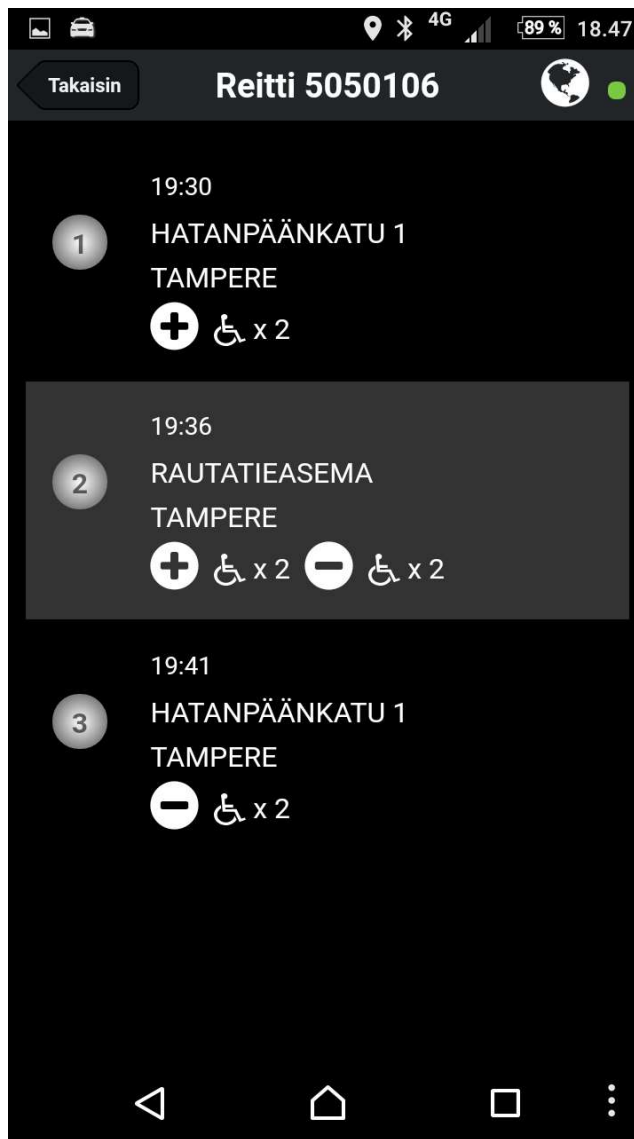 4G 89 % 18.47
Takaisin Reitti 5050106
19:30
1 HATANPÄÄNKATU 1
TAMPERE
x 2
19:36
2 RAUTATIEASEMA
TAMPERE
x 2 x 2
19:41
3 HATANPÄÄNKATU 1
TAMPERE
x 2